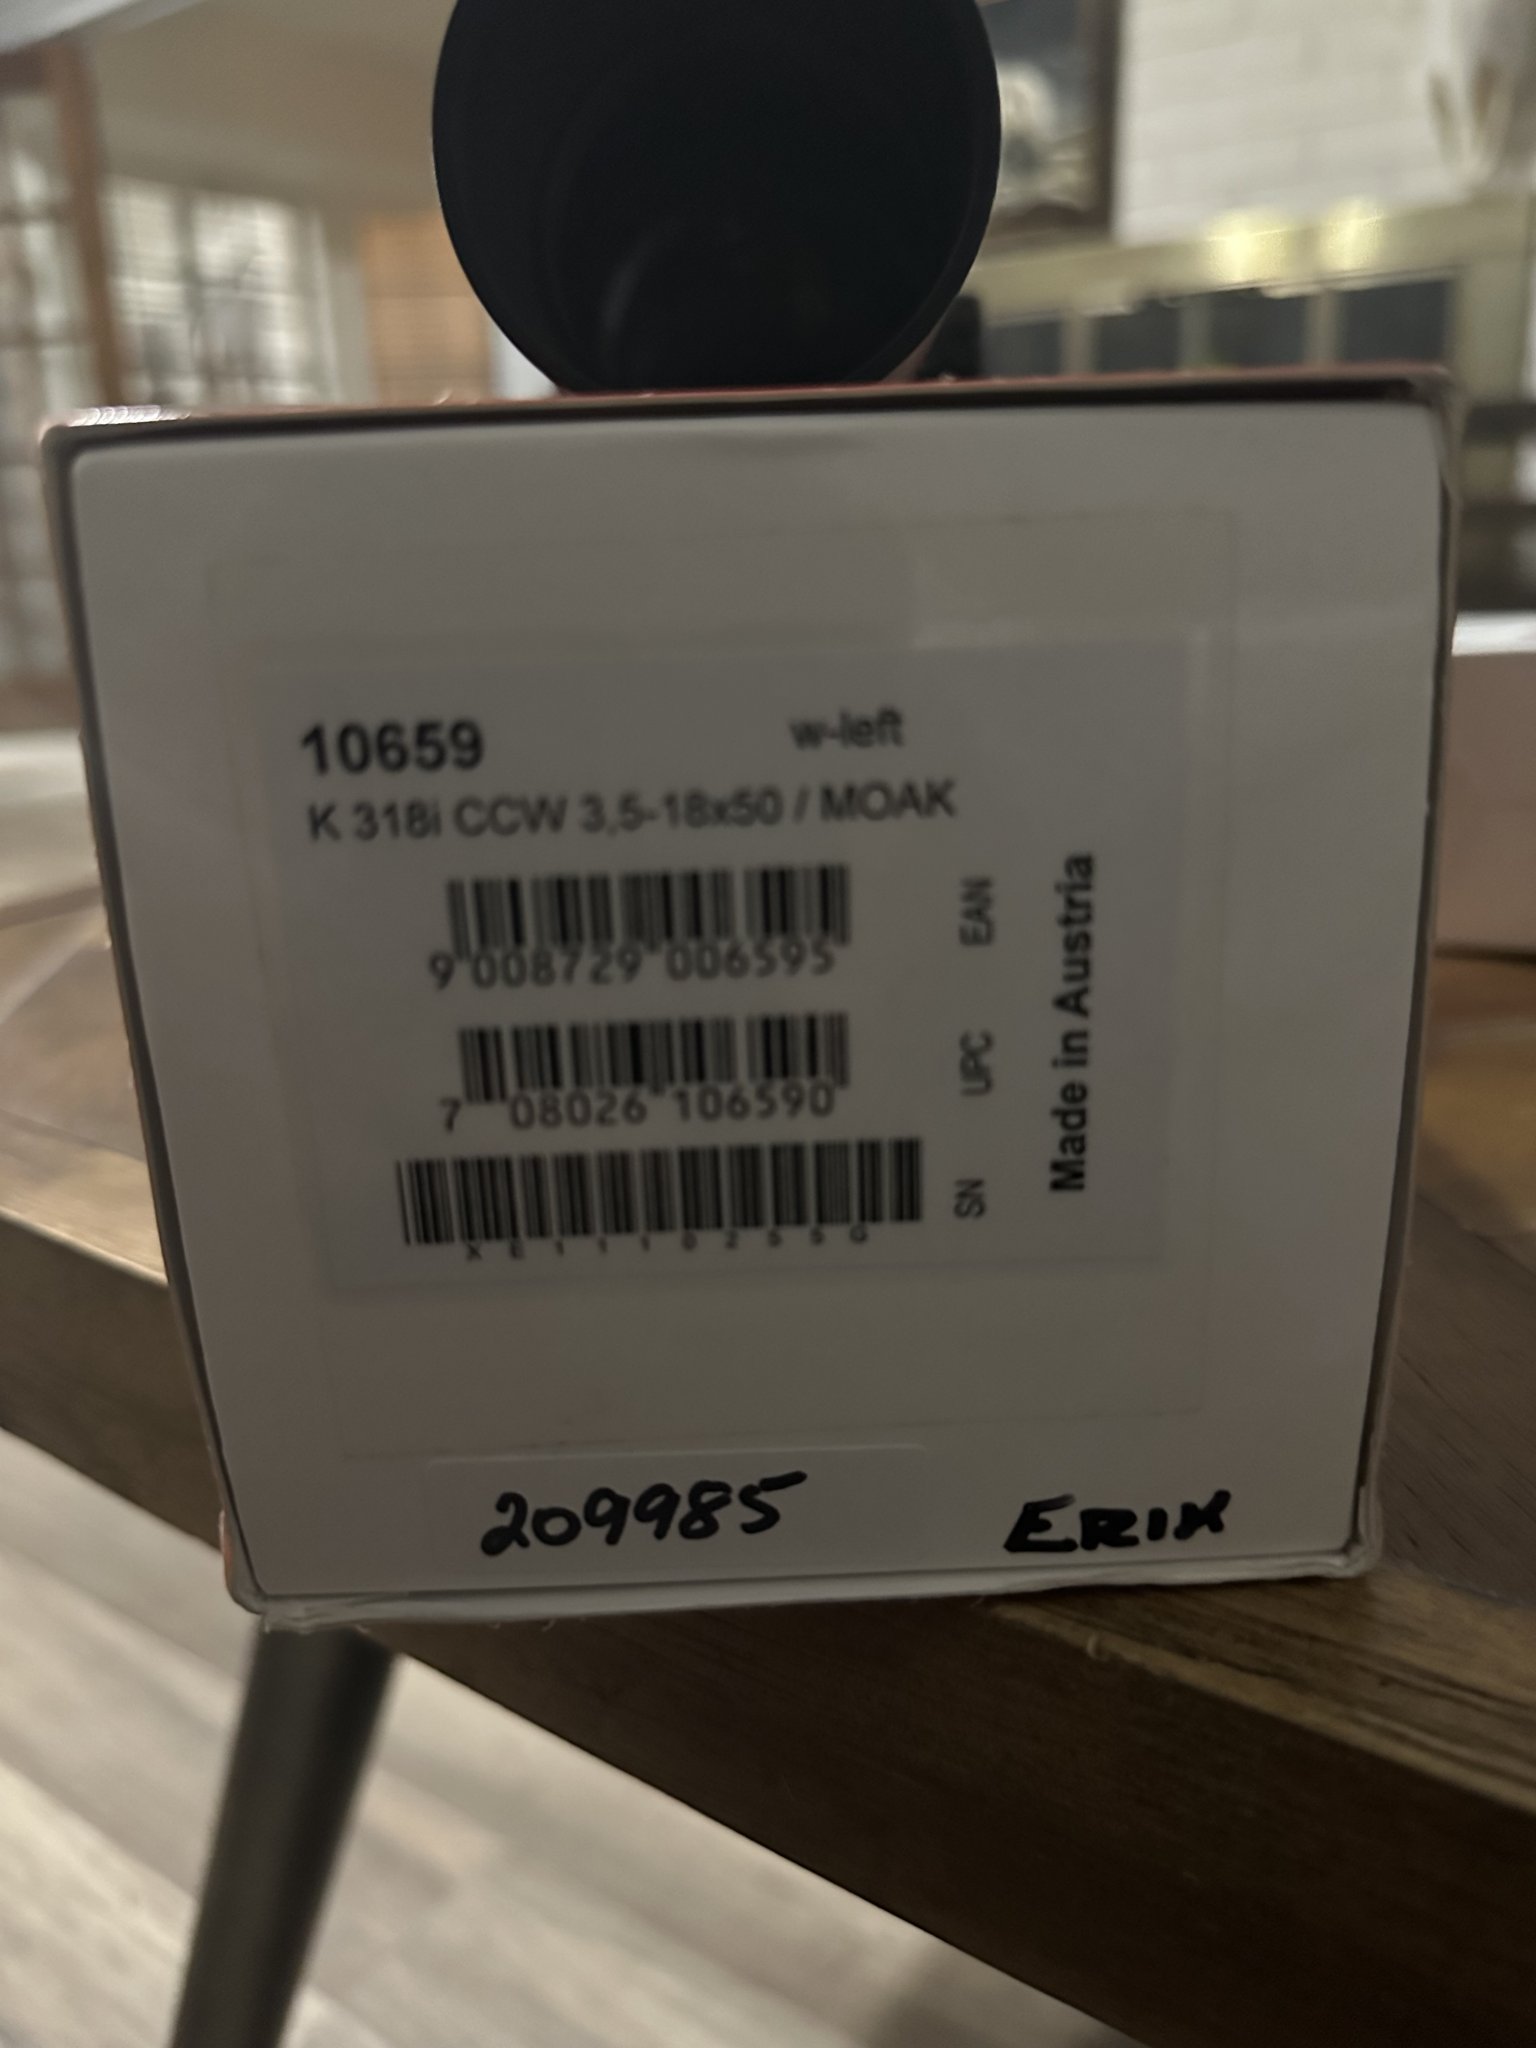 10659 w-left
K 318i CCW 3,5-18x50 / MOAK
9 008729 006595 EAN
7 08026 106590 UPC
SN
Made in Austria
209985 ERIK